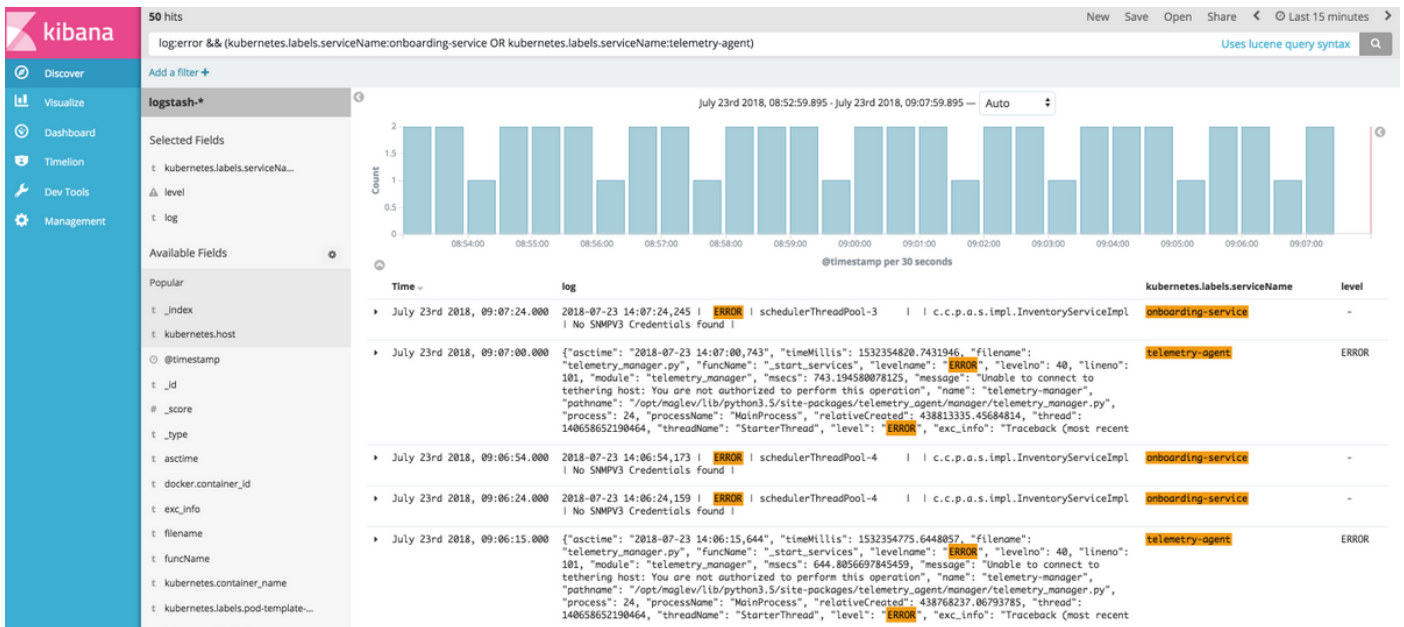 kibana
Discover
Visualize
Dashboard
Timelion
Dev Tools
Management
50 hits
New Save Open Share Last 15 minutes
log:error && (kubernetes.labels.serviceName:onboarding-service OR kubernetes.labels.serviceName:telemetry-agent)
Uses lucene query syntax
Add a filter +
logstash-*
Selected Fields
t kubernetes.labels.serviceNa...
level
t log
Available Fields
Popular
t _index
t kubernetes.host
@timestamp
t _id
# _score
t _type
t asctime
t docker.container_id
t exc_info
t filename
t funcName
t kubernetes.container_name
t kubernetes.labels.pod-template-...
July 23rd 2018, 08:52:59.895 - July 23rd 2018, 09:07:59.895 — Auto
Count
2
1.5
1
0.5
0
08:54:00 08:55:00 08:56:00 08:57:00 08:58:00 08:59:00 09:00:00 09:01:00 09:02:00 09:03:00 09:04:00 09:05:00 09:06:00 09:07:00
@timestamp per 30 seconds
Time log kubernetes.labels.serviceName level
July 23rd 2018, 09:07:24.000 2018-07-23 14:07:24,245 | ERROR | schedulerThreadPool-3 | | c.c.p.a.s.impl.InventoryServiceImpl onboarding-service -
| No SNMPV3 Credentials found |
July 23rd 2018, 09:07:00.000 {"asctime": "2018-07-23 14:07:00,743", "timeMillis": 1532354820.7431946, "filename": telemetry-agent ERROR
"telemetry_manager.py", "funcName": "_start_services", "levelname": "ERROR", "levelno": 40, "lineno":
101, "module": "telemetry_manager", "msecs": 743.194580078125, "message": "Unable to connect to
tethering host: You are not authorized to perform this operation", "name": "telemetry-manager",
"pathname": "/opt/maglev/lib/python3.5/site-packages/telemetry_agent/manager/telemetry_manager.py",
"process": 24, "processName": "MainProcess", "relativeCreated": 438813335.45684814, "thread":
140658652190464, "threadName": "StarterThread", "level": "ERROR", "exc_info": "Traceback (most recent
July 23rd 2018, 09:06:54.000 2018-07-23 14:06:54,173 | ERROR | schedulerThreadPool-4 | | c.c.p.a.s.impl.InventoryServiceImpl onboarding-service -
| No SNMPV3 Credentials found |
July 23rd 2018, 09:06:24.000 2018-07-23 14:06:24,159 | ERROR | schedulerThreadPool-4 | | c.c.p.a.s.impl.InventoryServiceImpl onboarding-service -
| No SNMPV3 Credentials found |
July 23rd 2018, 09:06:15.000 {"asctime": "2018-07-23 14:06:15,644", "timeMillis": 1532354775.6448057, "filename": telemetry-agent ERROR
"telemetry_manager.py", "funcName": "_start_services", "levelname": "ERROR", "levelno": 40, "lineno":
101, "module": "telemetry_manager", "msecs": 644.8056697845459, "message": "Unable to connect to
tethering host: You are not authorized to perform this operation", "name": "telemetry-manager",
"pathname": "/opt/maglev/lib/python3.5/site-packages/telemetry_agent/manager/telemetry_manager.py",
"process": 24, "processName": "MainProcess", "relativeCreated": 438768237.06793785, "thread":
140658652190464, "threadName": "StarterThread", "level": "ERROR", "exc_info": "Traceback (most recent